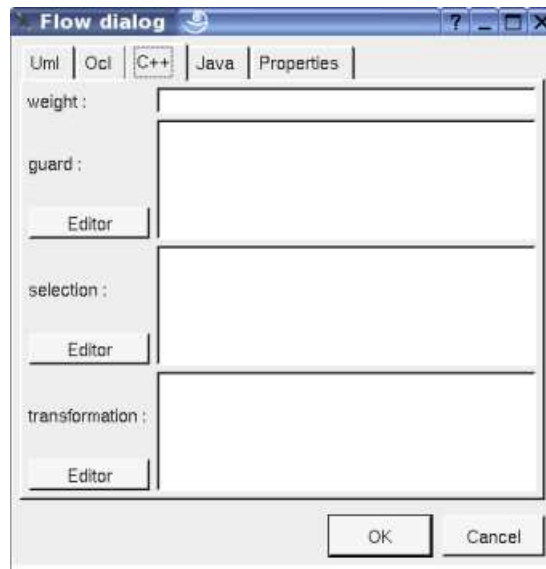 Flow dialog
Uml Ocl C++ Java Properties
weight :
guard :
Editor
selection :
Editor
transformation :
Editor
OK Cancel